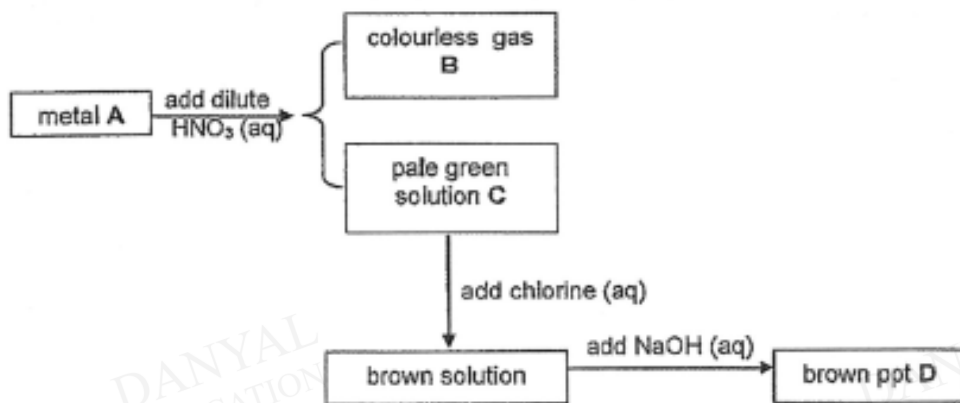 colourless gas
B
metal A
add dilute
HNO₃ (aq)
pale green
solution C
add chlorine (aq)
brown solution
add NaOH (aq)
brown ppt D
DANYAL